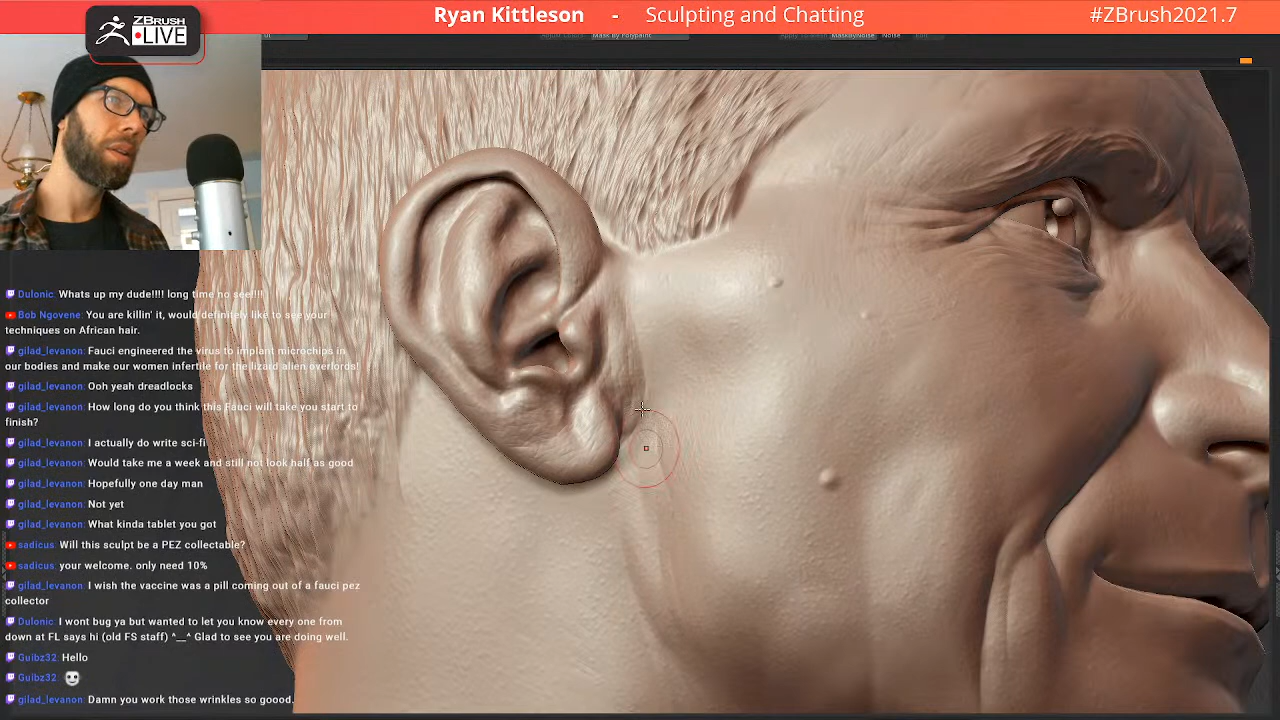 Ryan Kittleson - Sculpting and Chatting #ZBrush2021.7
ZBRUSH
LIVE
Mask By Polypaint
MaskByNoise Noise Edit
Dulonic: Whats up my dude!!!! long time no see!!!!
Bob Ngovene: You are killin' it, would definitely like to see your
techniques on African hair.
gilad_levanon: Fauci engineered the virus to implant microchips in
our bodies and make our women infertile for the lizard alien overlords!
gilad_levanon: Ooh yeah dreadlocks
gilad_levanon: How long do you think this Fauci will take you start to
finish?
gilad_levanon: I actually do write sci-fi
gilad_levanon: Would take me a week and still not look half as good
gilad_levanon: Hopefully one day man
gilad_levanon: Not yet
gilad_levanon: What kinda tablet you got
sadicus: Will this sculpt be a PEZ collectable?
sadicus: your welcome. only need 10%
gilad_levanon: I wish the vaccine was a pill coming out of a fauci pez
collector
Dulonic: I wont bug ya but wanted to let you know every one from
down at FL says hi (old FS staff) ^__^ Glad to see you are doing well.
Guibz32: Hello
Guibz32:
gilad_levanon: Damn you work those wrinkles so goood.